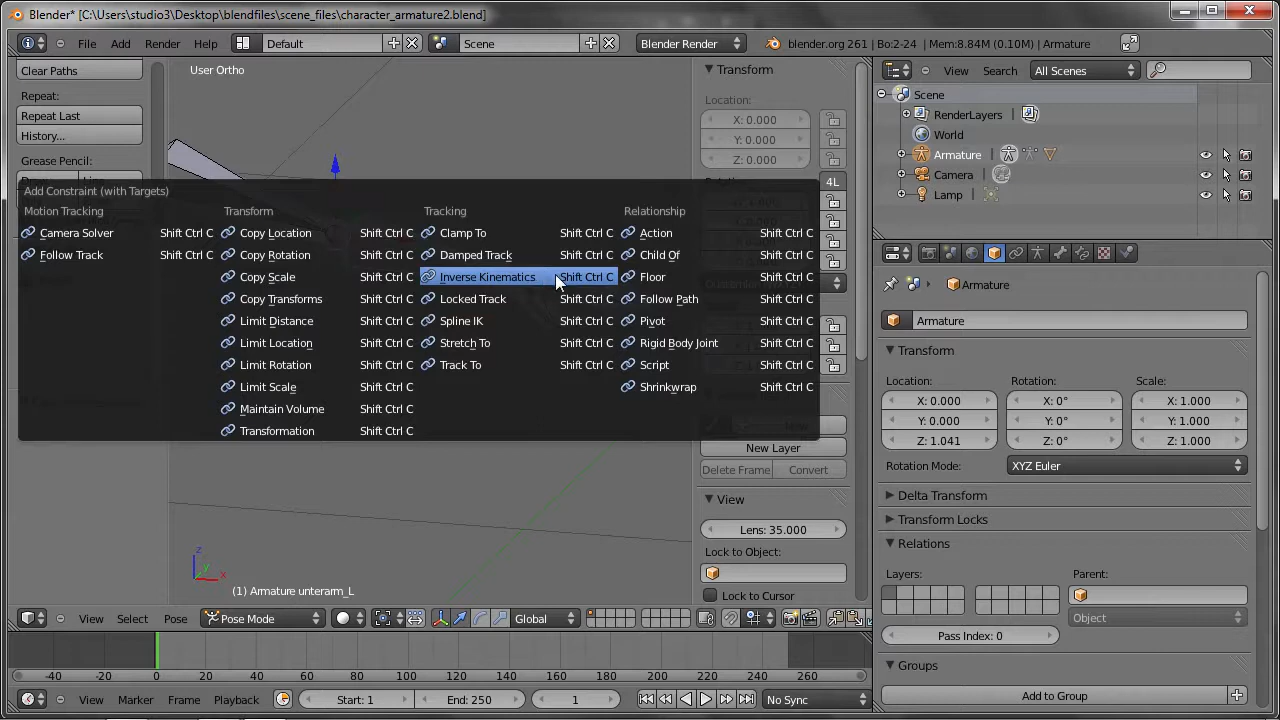 Blender* [C:\Users\studio3\Desktop\blendfiles\scene_files\character_armature2.blend]
File Add Render Help Default Scene Blender Render blender.org 261 | Bo:2-24 | Mem:8.84M (0.10M) | Armature
Clear Paths
Repeat:
Repeat Last
History...
Grease Pencil:
User Ortho
Transform
Location:
X: 0.000
Y: 0.000
Z: 0.000
4L
View Search All Scenes
Scene
RenderLayers
World
Armature
Camera
Lamp
Add Constraint (with Targets)
Motion Tracking
Camera Solver Shift Ctrl C
Follow Track Shift Ctrl C
Transform
Copy Location Shift Ctrl C
Copy Rotation Shift Ctrl C
Copy Scale Shift Ctrl C
Copy Transforms Shift Ctrl C
Limit Distance Shift Ctrl C
Limit Location Shift Ctrl C
Limit Rotation Shift Ctrl C
Limit Scale Shift Ctrl C
Maintain Volume Shift Ctrl C
Transformation Shift Ctrl C
Tracking
Clamp To Shift Ctrl C
Damped Track Shift Ctrl C
Inverse Kinematics Shift Ctrl C
Locked Track Shift Ctrl C
Spline IK Shift Ctrl C
Stretch To Shift Ctrl C
Track To Shift Ctrl C
Relationship
Action Shift Ctrl C
Child Of Shift Ctrl C
Floor Shift Ctrl C
Follow Path Shift Ctrl C
Pivot Shift Ctrl C
Rigid Body Joint Shift Ctrl C
Script Shift Ctrl C
Shrinkwrap Shift Ctrl C
New Layer
Delete Frame Convert
View
Lens: 35.000
Lock to Object:
Lock to Cursor
Armature
Armature
Transform
Location: Rotation: Scale:
X: 0.000 X: 0° X: 1.000
Y: 0.000 Y: 0° Y: 1.000
Z: 1.041 Z: 0° Z: 1.000
Rotation Mode: XYZ Euler
Delta Transform
Transform Locks
Relations
Layers: Parent:
Object
Pass Index: 0
Groups
Add to Group
z
y
x
(1) Armature unterarm_L
View Select Pose Pose Mode Global
-40 -20 0 20 40 60 80 100 120 140 160 180 200 220 240 260
View Marker Frame Playback Start: 1 End: 250 1 No Sync